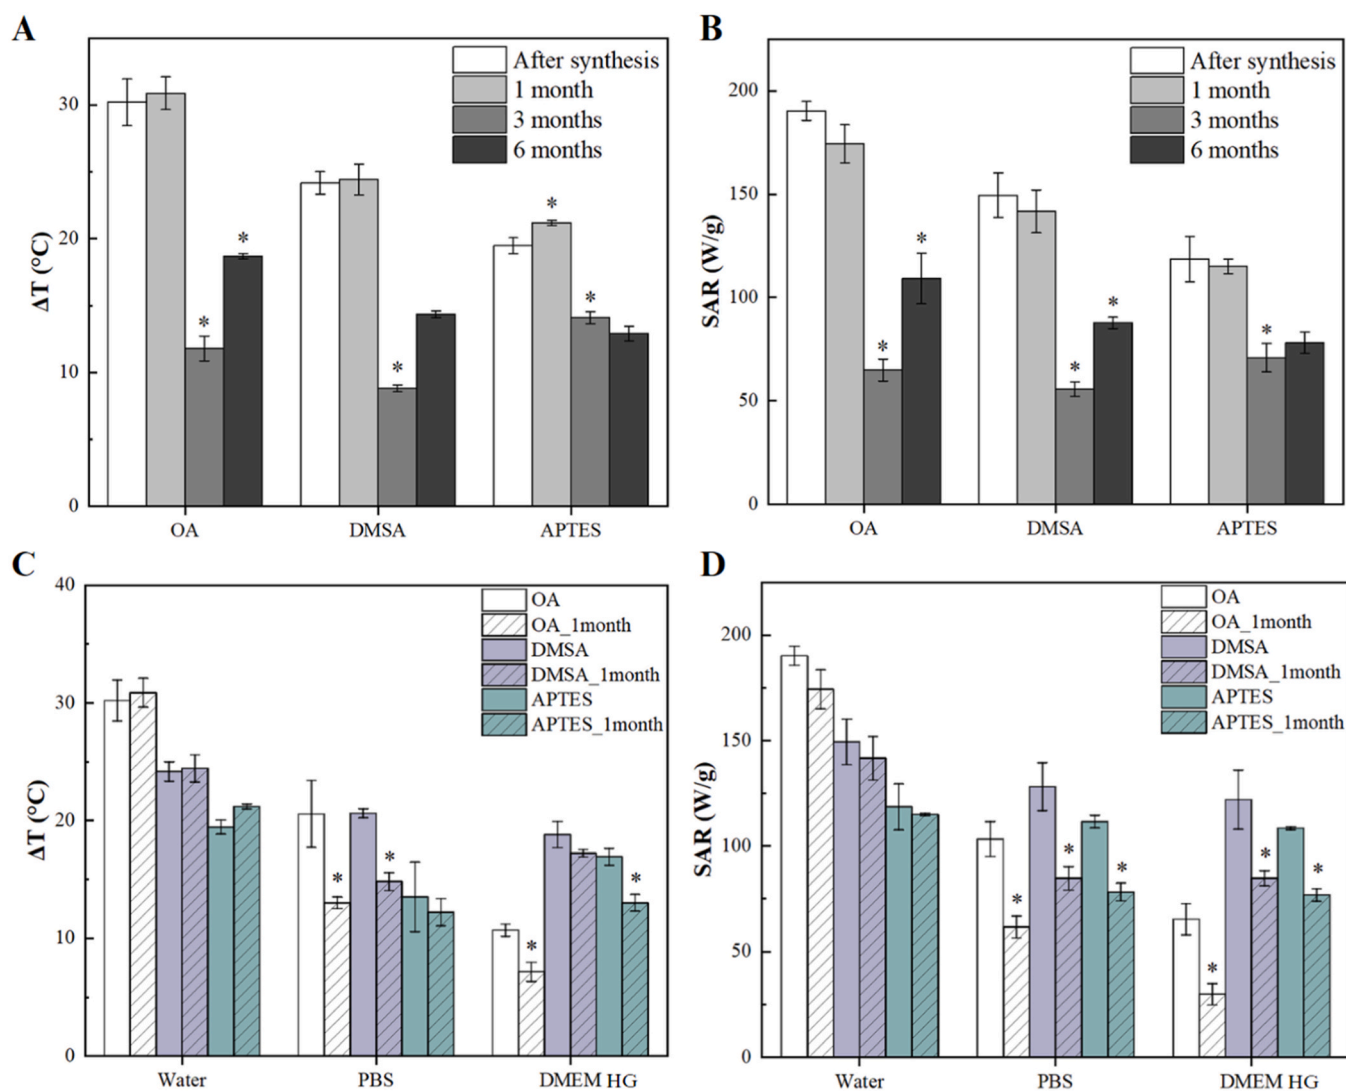 A
After synthesis
1 month
3 months
6 months
30
20
10
0
ΔT (°C)
*
*
*
*
*
OA
DMSA
APTES
B
After synthesis
1 month
3 months
6 months
200
150
100
50
0
SAR (W/g)
*
*
*
*
*
OA
DMSA
APTES
C
OA
OA_1month
DMSA
DMSA_1month
APTES
APTES_1month
40
30
20
10
0
ΔT (°C)
*
*
*
*
Water
PBS
DMEM HG
D
OA
OA_1month
DMSA
DMSA_1month
APTES
APTES_1month
200
150
100
50
0
SAR (W/g)
*
*
*
*
*
*
Water
PBS
DMEM HG